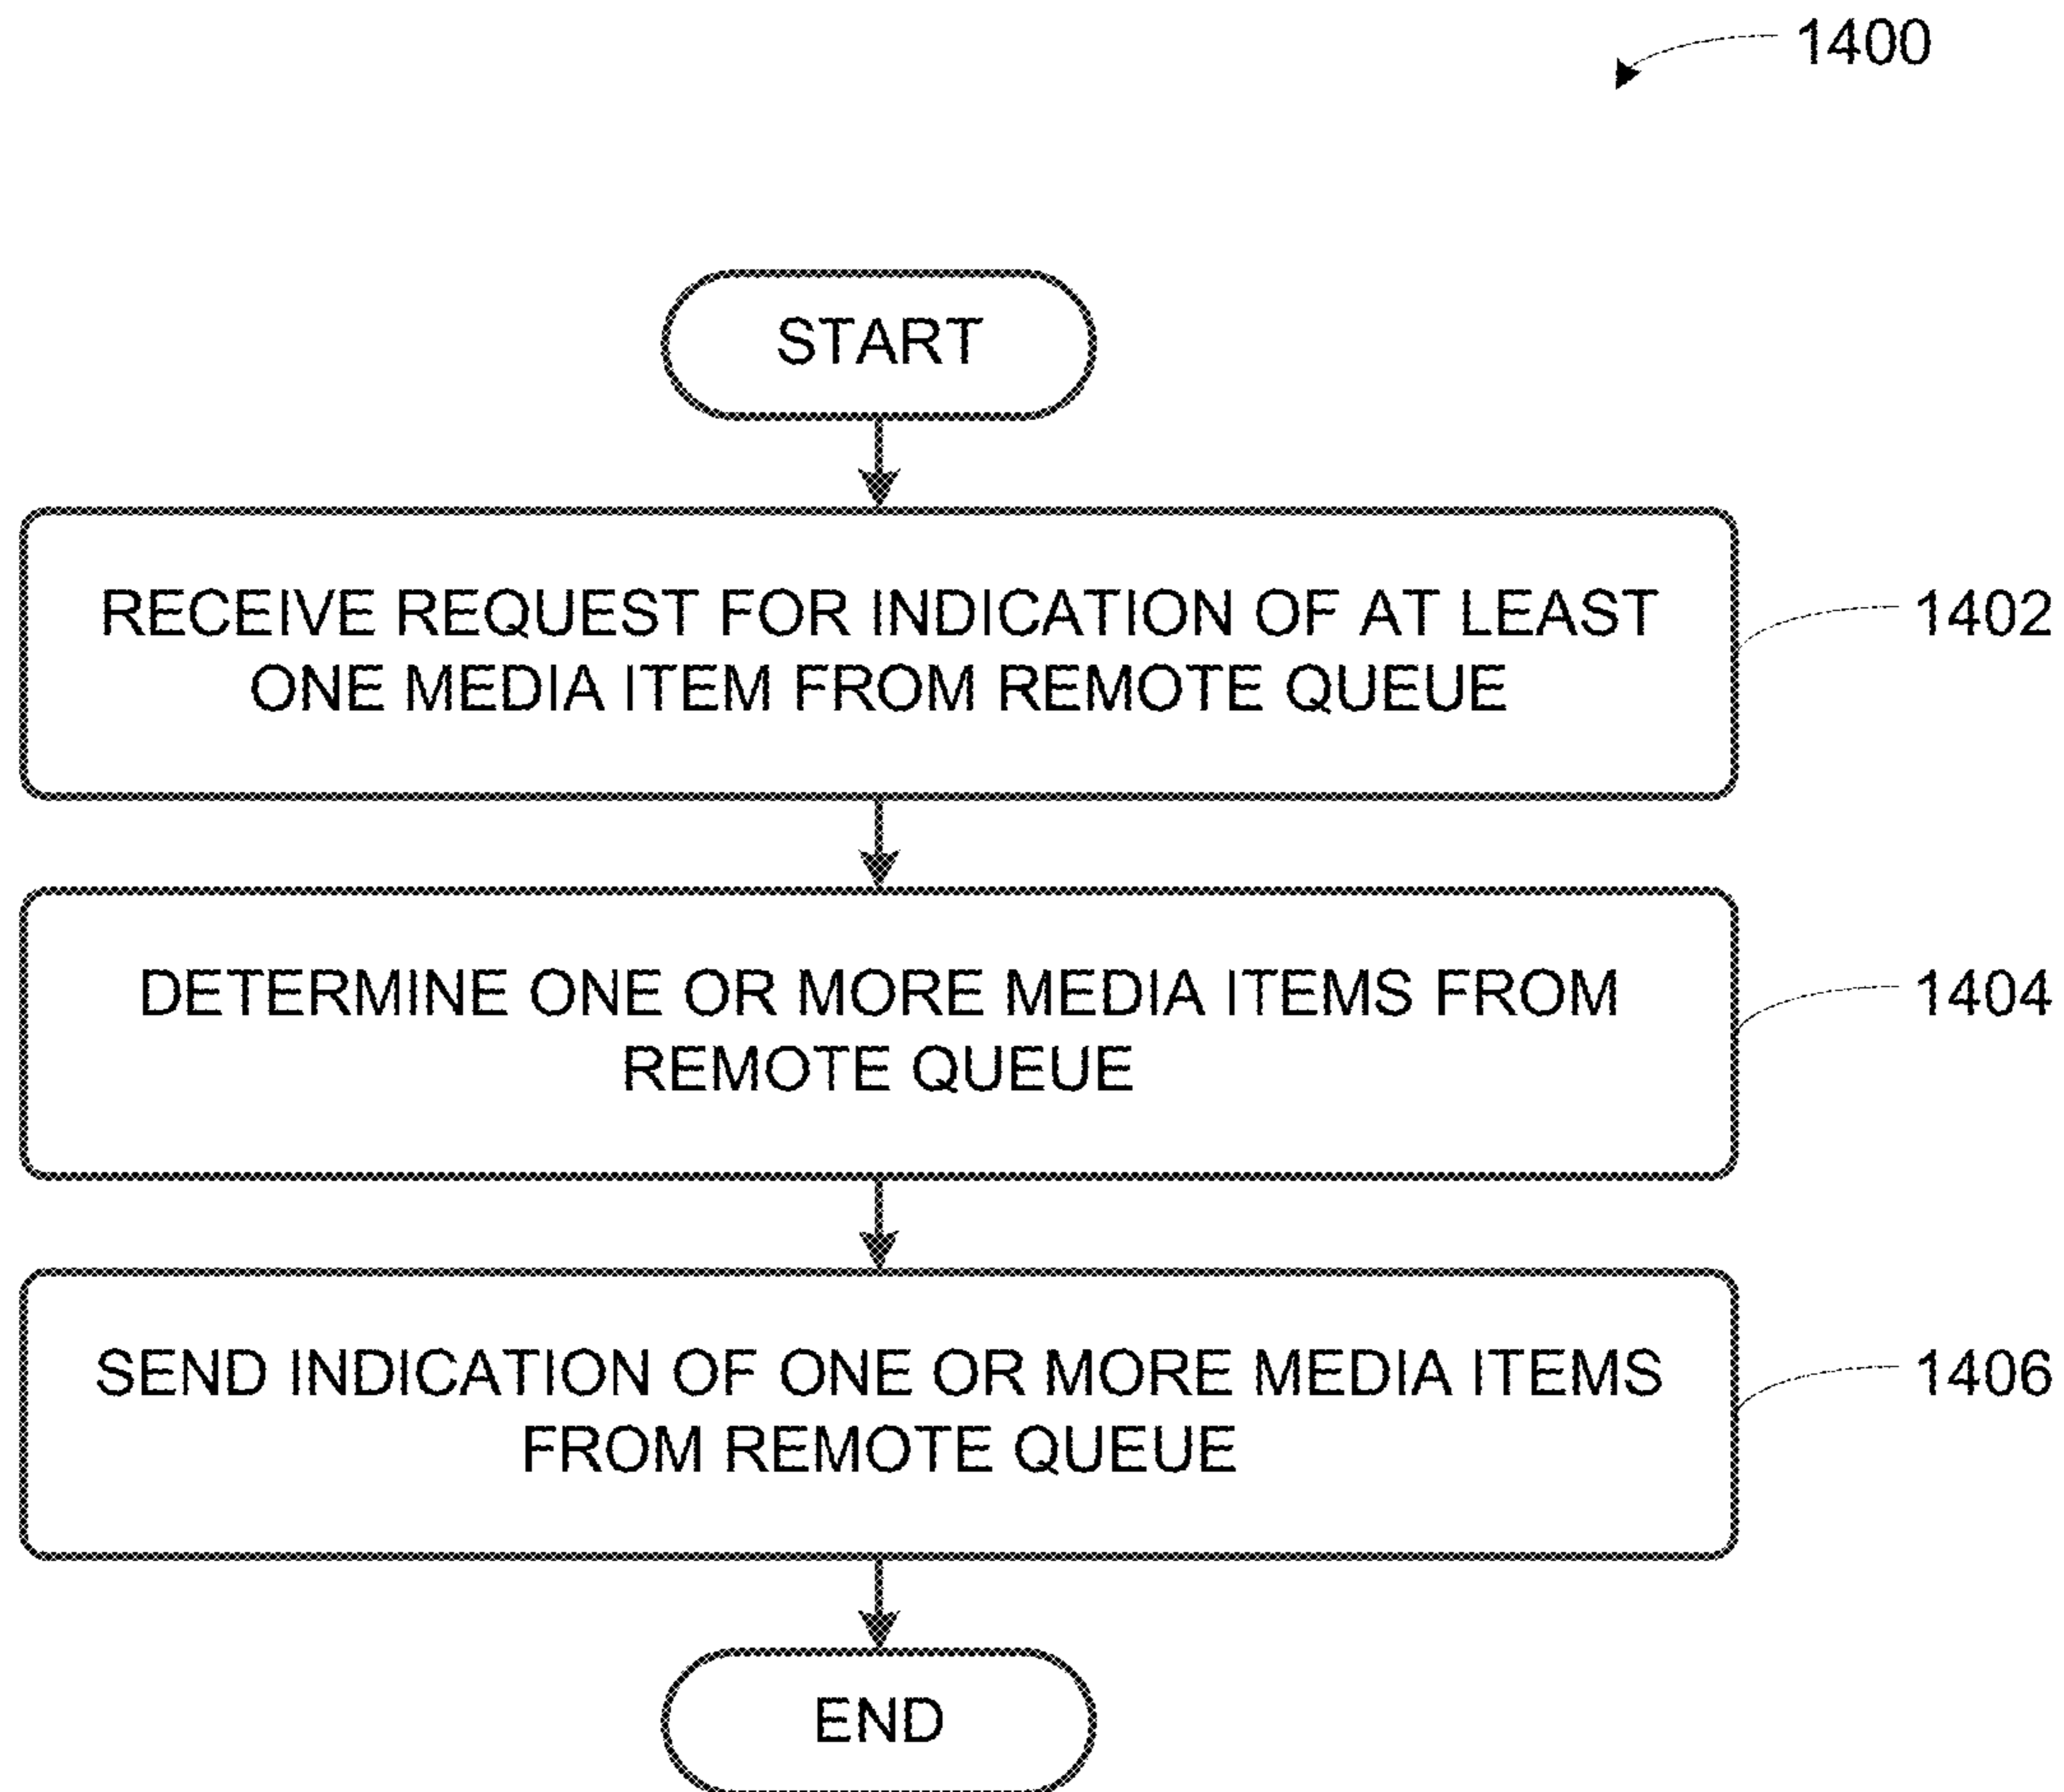 1400
START
RECEIVE REQUEST FOR INDICATION OF AT LEAST
ONE MEDIA ITEM FROM REMOTE QUEUE
1402
DETERMINE ONE OR MORE MEDIA ITEMS FROM
REMOTE QUEUE
1404
SEND INDICATION OF ONE OR MORE MEDIA ITEMS
FROM REMOTE QUEUE
1406
END